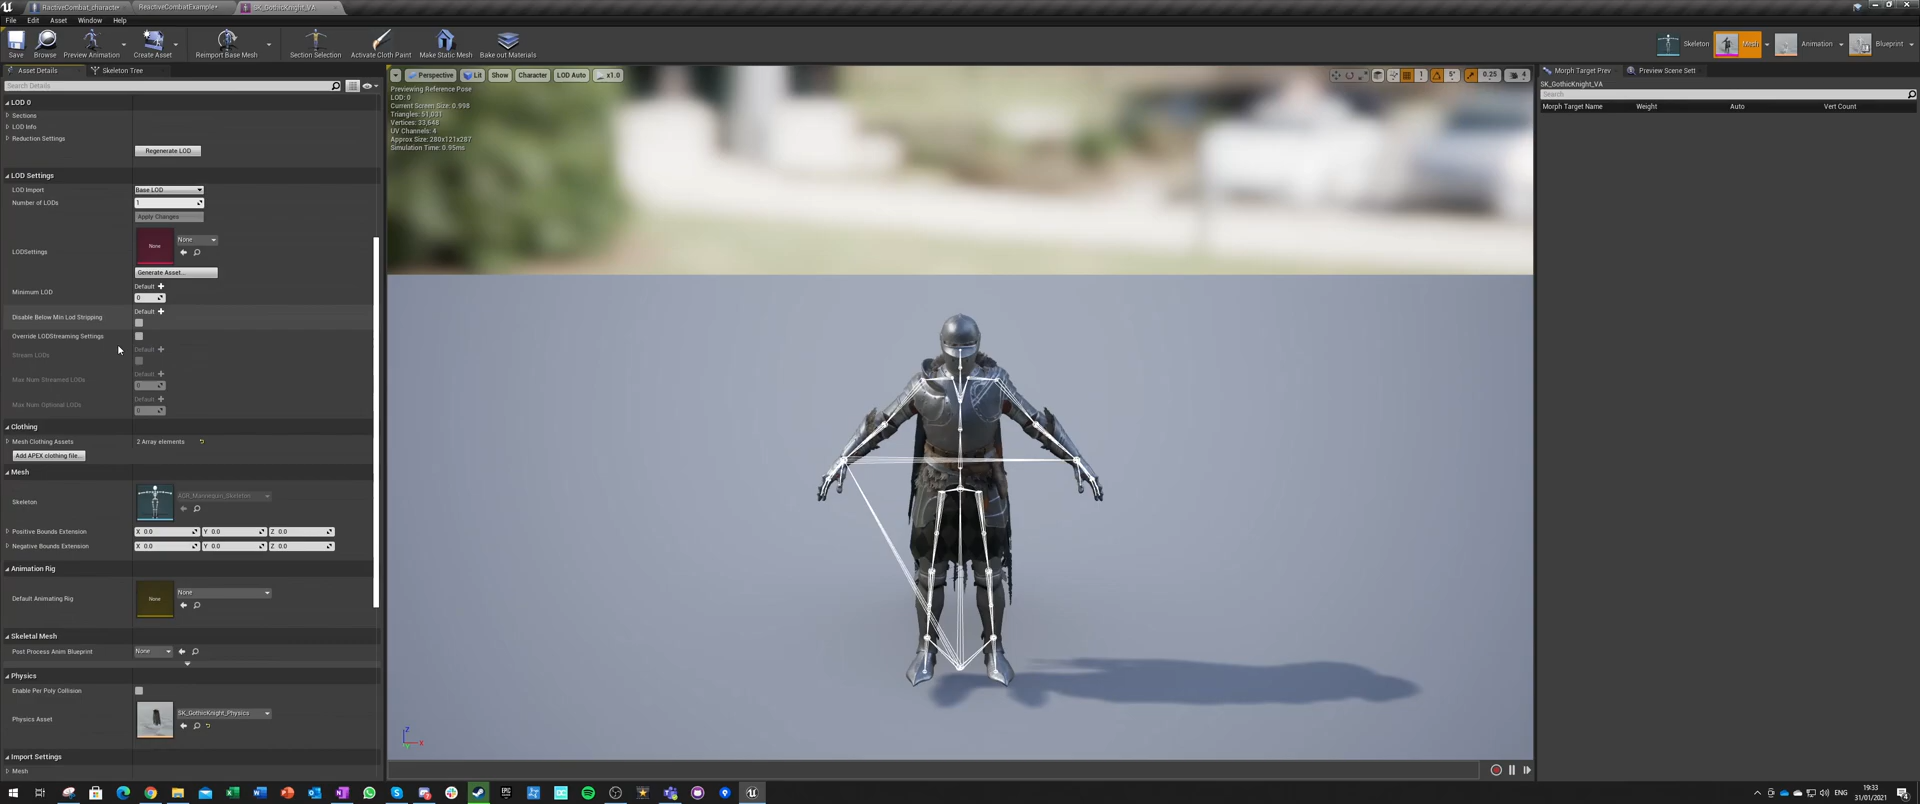 RactiveCombat_characte•
ReactiveCombatExample•
SK_GothicKnight_VA
File Edit Asset Window Help
Save
Browse
Preview Animation
Create Asset
Reimport Base Mesh
Section Selection
Activate Cloth Paint
Make Static Mesh
Bake out Materials
Skeleton
Mesh
Animation
Blueprint
Asset Details
Skeleton Tree
Search Details
LOD 0
Sections
LOD Info
Reduction Settings
Regenerate LOD
LOD Settings
LOD Import Base LOD
Number of LODs 1
Apply Changes
LODSettings None None
Generate Asset...
Minimum LOD Default
0
Disable Below Min Lod Stripping Default
Override LODStreaming Settings
Stream LODs Default
Max Num Streamed LODs Default
0
Max Num Optional LODs Default
0
Clothing
Mesh Clothing Assets 2 Array elements
Add APEX clothing file...
Mesh
Skeleton AGR_Mannequin_Skeleton
Positive Bounds Extension X 0.0 Y 0.0 Z 0.0
Negative Bounds Extension X 0.0 Y 0.0 Z 0.0
Animation Rig
Default Animating Rig None None
Skeletal Mesh
Post Process Anim Blueprint None
Physics
Enable Per Poly Collision
Physics Asset SK_GothicKnight_Physics
Import Settings
Mesh
Perspective Lit Show Character LOD Auto x1.0
1 5° 0.25 4
Previewing Reference Pose
LOD: 0
Current Screen Size: 0.998
Triangles: 51,031
Vertices: 33,648
UV Channels: 4
Approx Size: 280x121x287
Simulation Time: 0.95ms
Z
X
Morph Target Prev
Preview Scene Sett
SK_GothicKnight_VA
Search
Morph Target Name Weight Auto Vert Count
ENG
19:33
31/01/2021